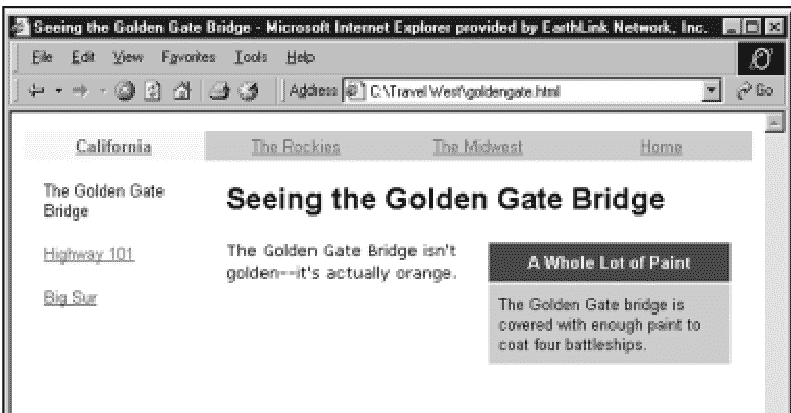 Seeing the Golden Gate Bridge - Microsoft Internet Explorer provided by EarthLink Network, Inc.
File Edit View Favorites Tools Help
Address C:\Travel West\goldengate.html Go
California The Rockies The Midwest Home
The Golden Gate
Bridge
Highway 101
Big Sur
Seeing the Golden Gate Bridge
The Golden Gate Bridge isn't
golden--it's actually orange.
A Whole Lot of Paint
The Golden Gate bridge is
covered with enough paint to
coat four battleships.